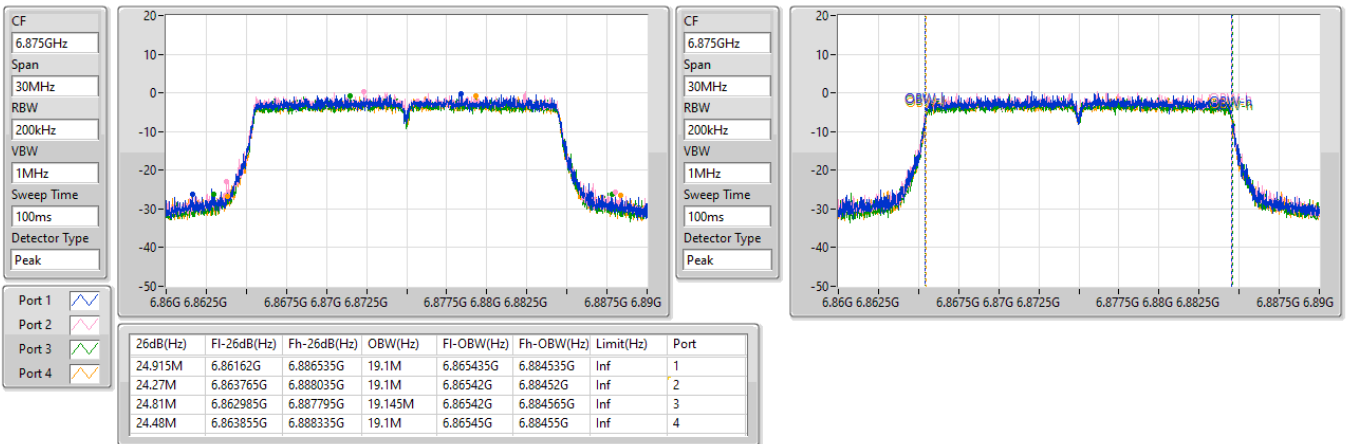 CF
6.875GHz
Span
30MHz
RBW
200kHz
VBW
1MHz
Sweep Time
100ms
Detector Type
Peak
20
10
0
-10
-20
-30
-40
-50
6.86G 6.8625G 6.8675G 6.87G 6.8725G 6.8775G 6.88G 6.8825G 6.8875G 6.89G
CF
6.875GHz
Span
30MHz
RBW
200kHz
VBW
1MHz
Sweep Time
100ms
Detector Type
Peak
20
10
0
-10
-20
-30
-40
-50
OBW-h
6.86G 6.8625G 6.8675G 6.87G 6.8725G 6.8775G 6.88G 6.8825G 6.8875G 6.89G
Port 1
Port 2
Port 3
Port 4
26dB(Hz) Fl-26dB(Hz) Fh-26dB(Hz) OBW(Hz) Fl-OBW(Hz) Fh-OBW(Hz) Limit(Hz) Port
24.915M 6.86162G 6.886535G 19.1M 6.865435G 6.884535G Inf 1
24.27M 6.863765G 6.888035G 19.1M 6.86542G 6.88452G Inf 2
24.81M 6.862985G 6.887795G 19.145M 6.86542G 6.884565G Inf 3
24.48M 6.863855G 6.888335G 19.1M 6.86545G 6.88455G Inf 4